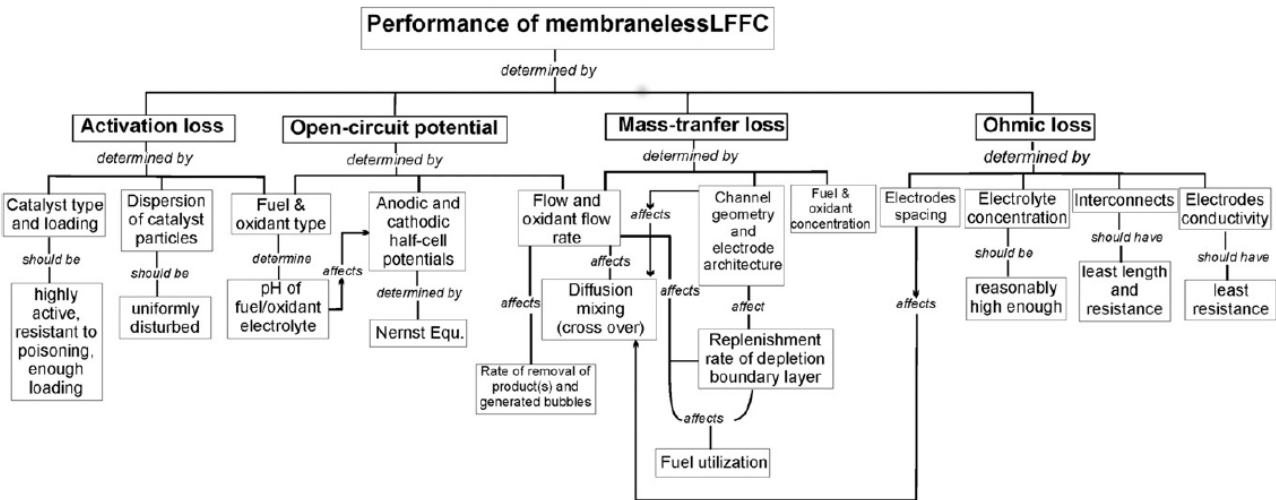 Performance of membranelessLFFC
determined by
Activation loss
Open-circuit potential
Mass-tranfer loss
Ohmic loss
determined by
determined by
determined by
determined by
Catalyst type
and loading
Dispersion
of catalyst
particles
Fuel &
oxidant type
Anodic and
cathodic
half-cell
potentials
Flow and
oxidant flow
rate
affects
Channel
geometry
and
electrode
architecture
Fuel &
oxidant
concentration
Electrodes
spacing
Electrolyte
concentration
Interconnects
Electrodes
conductivity
should be
should be
determine
affects
determined by
affects
affects
affects
affect
affects
should be
should have
should have
highly
active,
resistant to
poisoning,
enough
loading
uniformly
disturbed
pH of
fuel/oxidant
electrolyte
Nernst Equ.
Diffusion
mixing
(cross over)
reasonably
high enough
least length
and
resistance
least
resistance
Rate of removal of
product(s) and
generated bubbles
Replenishment
rate of depletion
boundary layer
affects
Fuel utilization